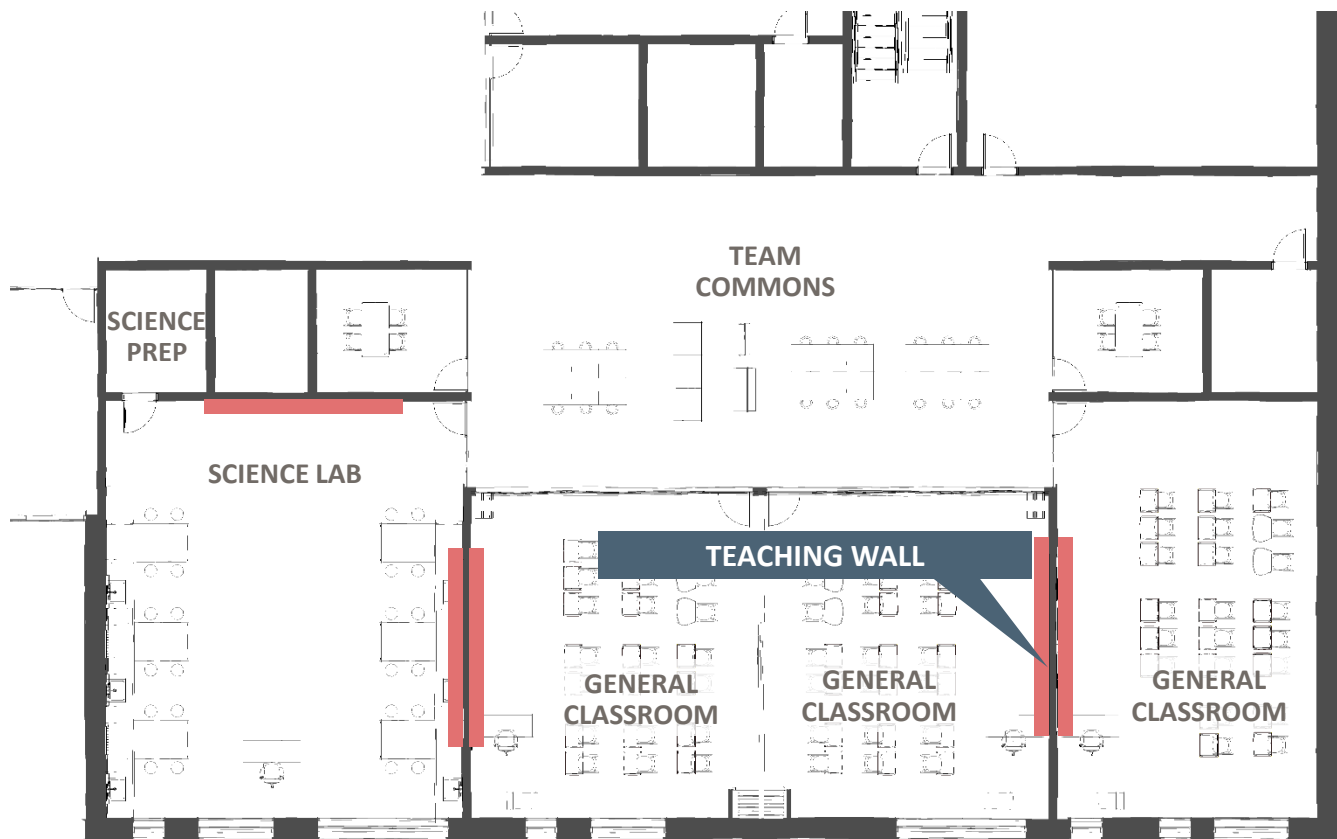 TEAM
COMMONS
SCIENCE
PREP
SCIENCE LAB
TEACHING WALL
GENERAL
CLASSROOM
GENERAL
CLASSROOM
GENERAL
CLASSROOM